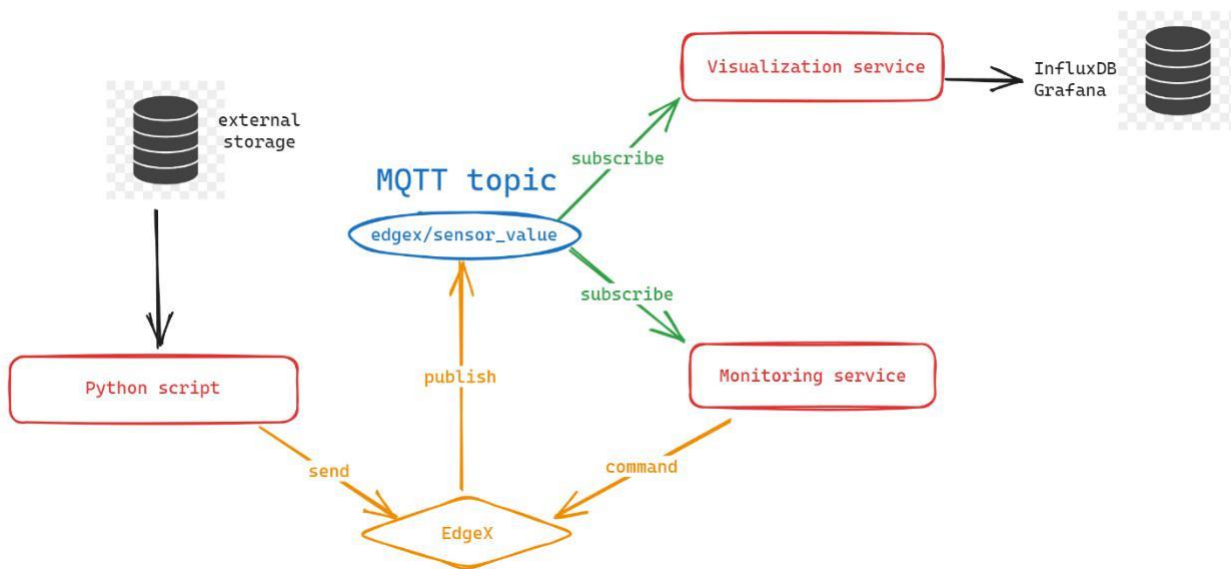 Visualization service
InfluxDB
Grafana
external
storage
subscribe
MQTT topic
edgex/sensor_value
subscribe
Python script
publish
Monitoring service
send
command
EdgeX